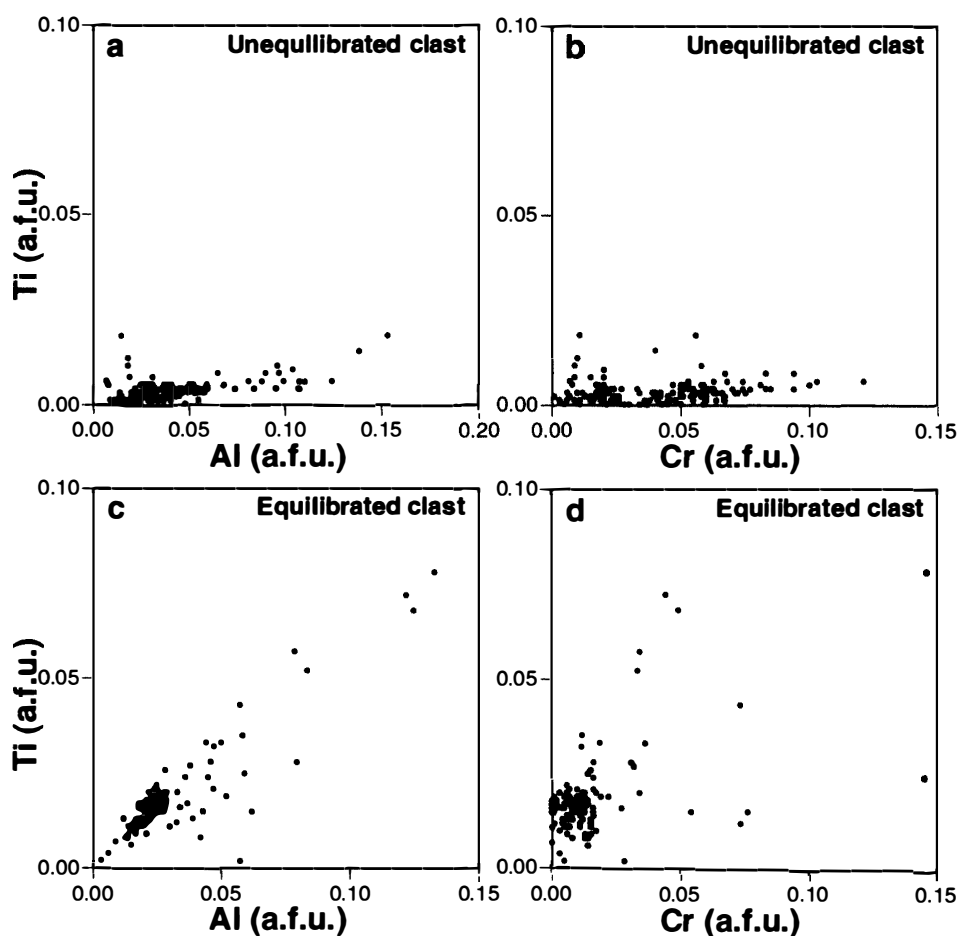 a Unequilibrated clast
b Unequilibrated clast
0.10
0.10
Ti (a.f.u.)
0.05
0.05
0.00
0.00
0.00 0.05 0.10 0.15 0.20
0.00 0.05 0.10 0.15
Al (a.f.u.)
Cr (a.f.u.)
c Equilibrated clast
d Equilibrated clast
0.10
0.10
Ti (a.f.u.)
0.05
0.05
0.00
0.00
0.00 0.05 0.10 0.15
0.00 0.05 0.10 0.15
Al (a.f.u.)
Cr (a.f.u.)